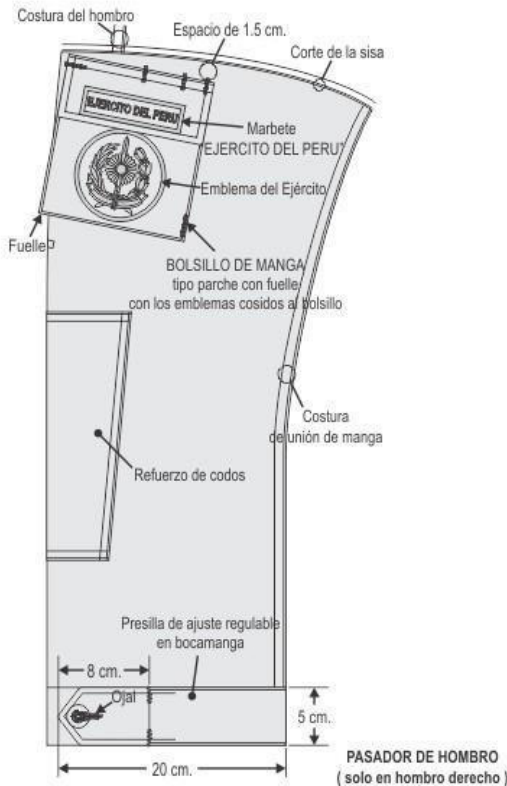 Costura del hombro
Espacio de 1.5 cm.
Corte de la sisa
EJERCITO DEL PERU
Marbete
"EJERCITO DEL PERU"
Emblema del Ejército
Fuelle
BOLSILLO DE MANGA
tipo parche con fuelle
con los emblemas cosidos al bolsillo
Costura
de unión de manga
Refuerzo de codos
Presilla de ajuste regulable
en bocamanga
8 cm.
Ojal
5 cm.
20 cm.
PASADOR DE HOMBRO
( solo en hombro derecho )